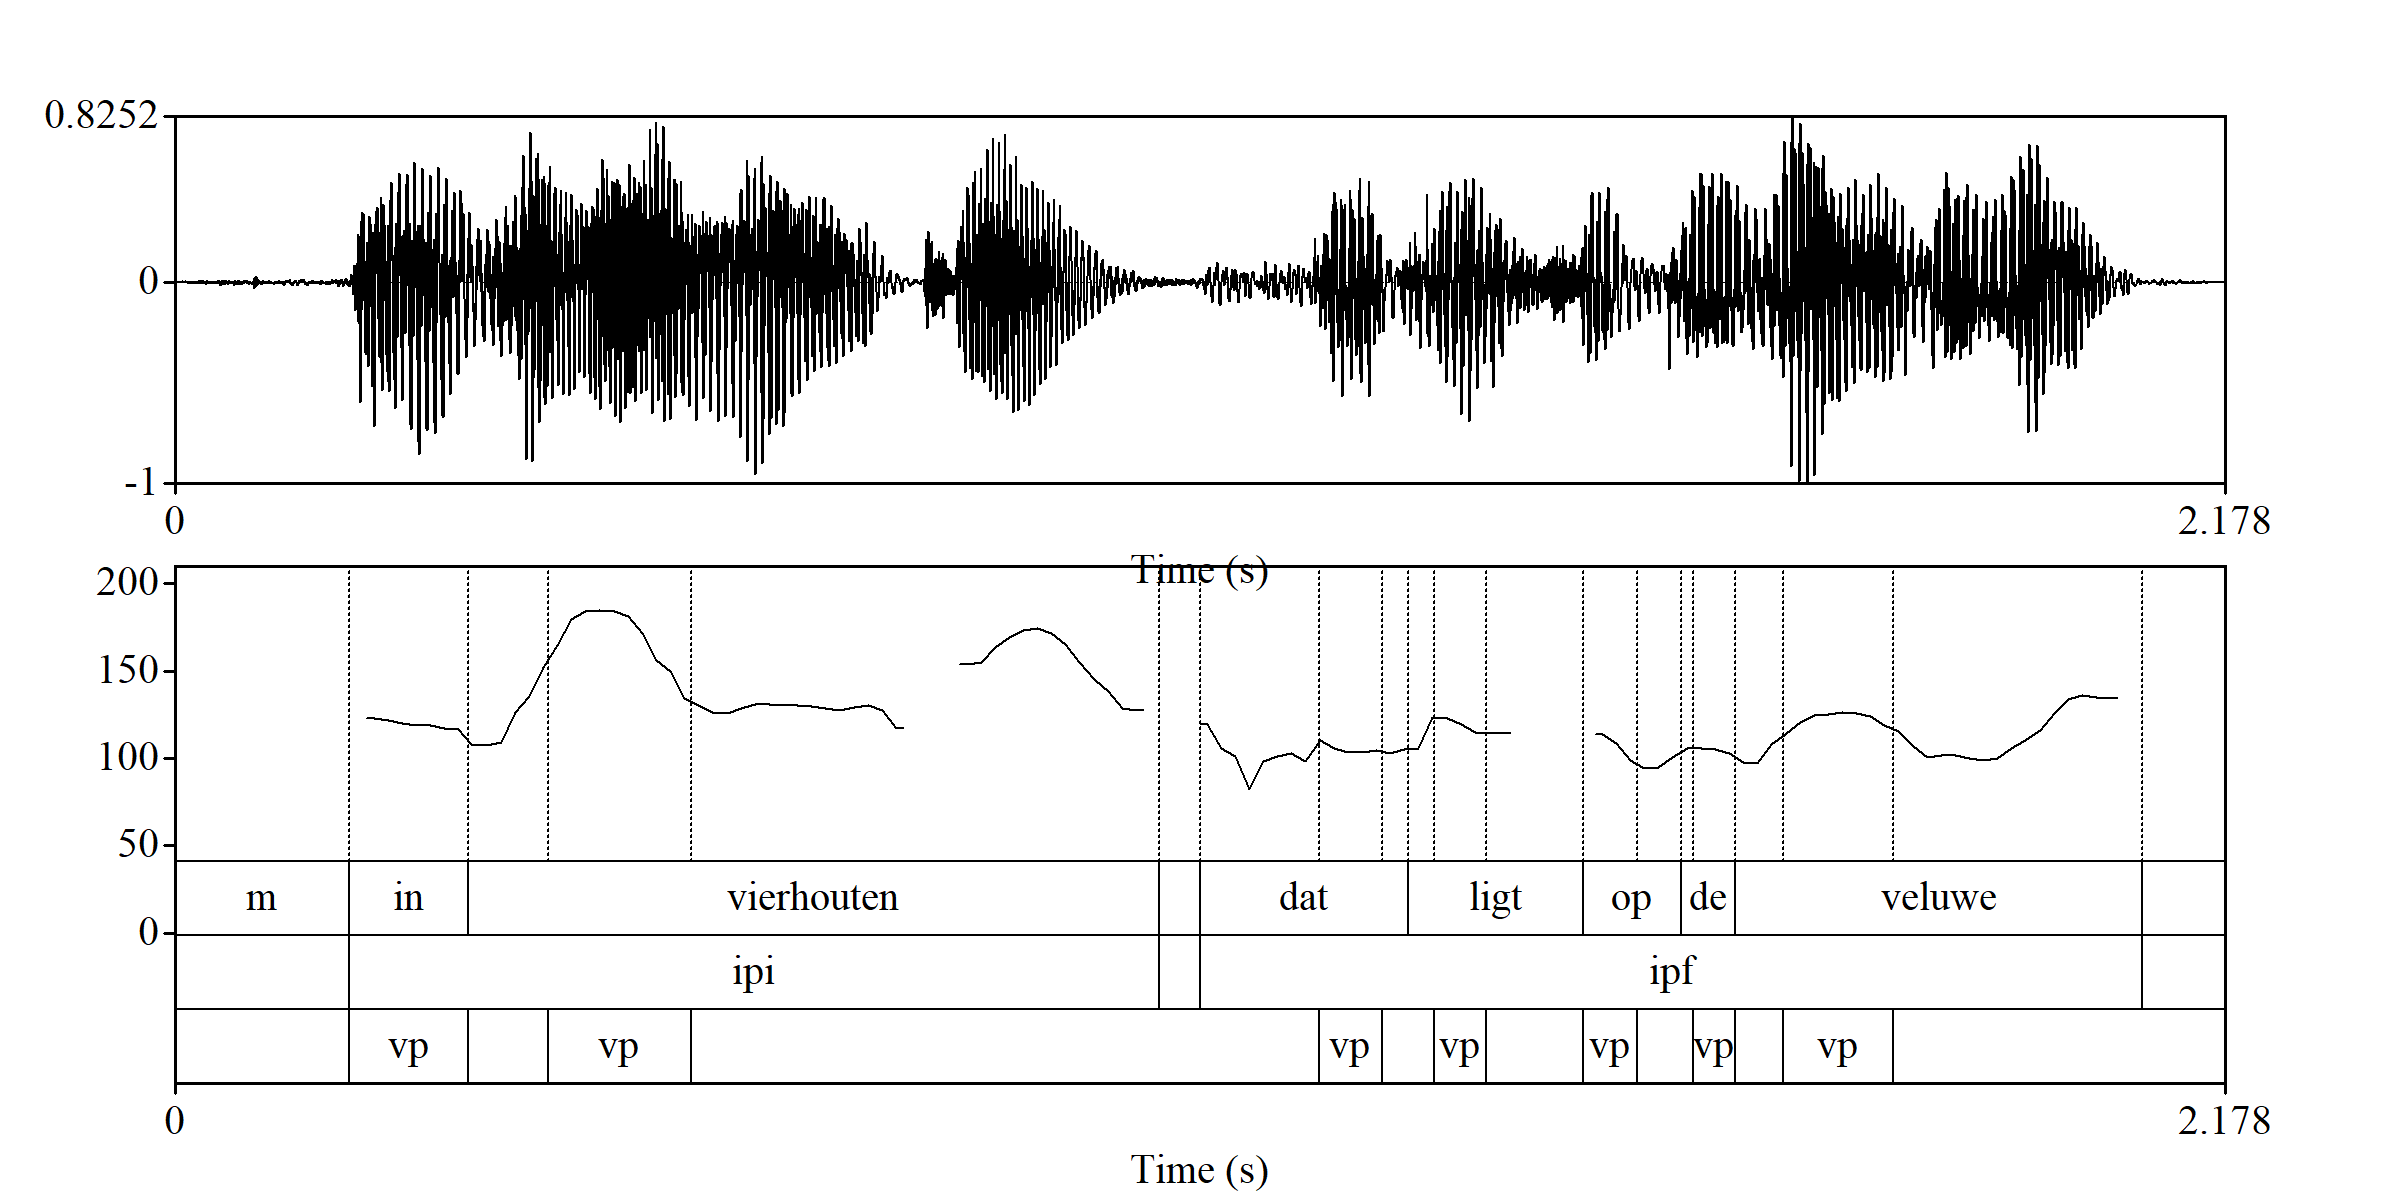 0.8252
0
-1
0 2.178
Time (s)
200
150
100
50
0
m in vierhouten dat ligt op de veluwe
ipi ipf
vp vp vp vp vp vp vp
0 2.178
Time (s)